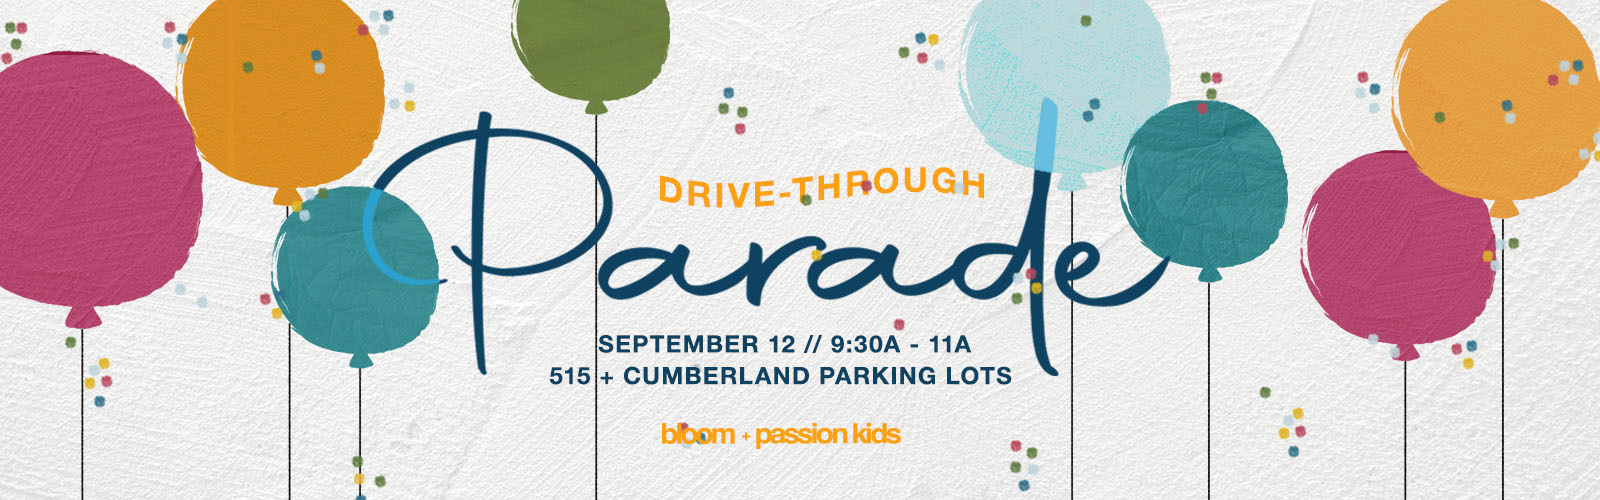 DRIVE-THROUGH
Parade
SEPTEMBER 12 // 9:30A - 11A
515 + CUMBERLAND PARKING LOTS
bloom + passion kids